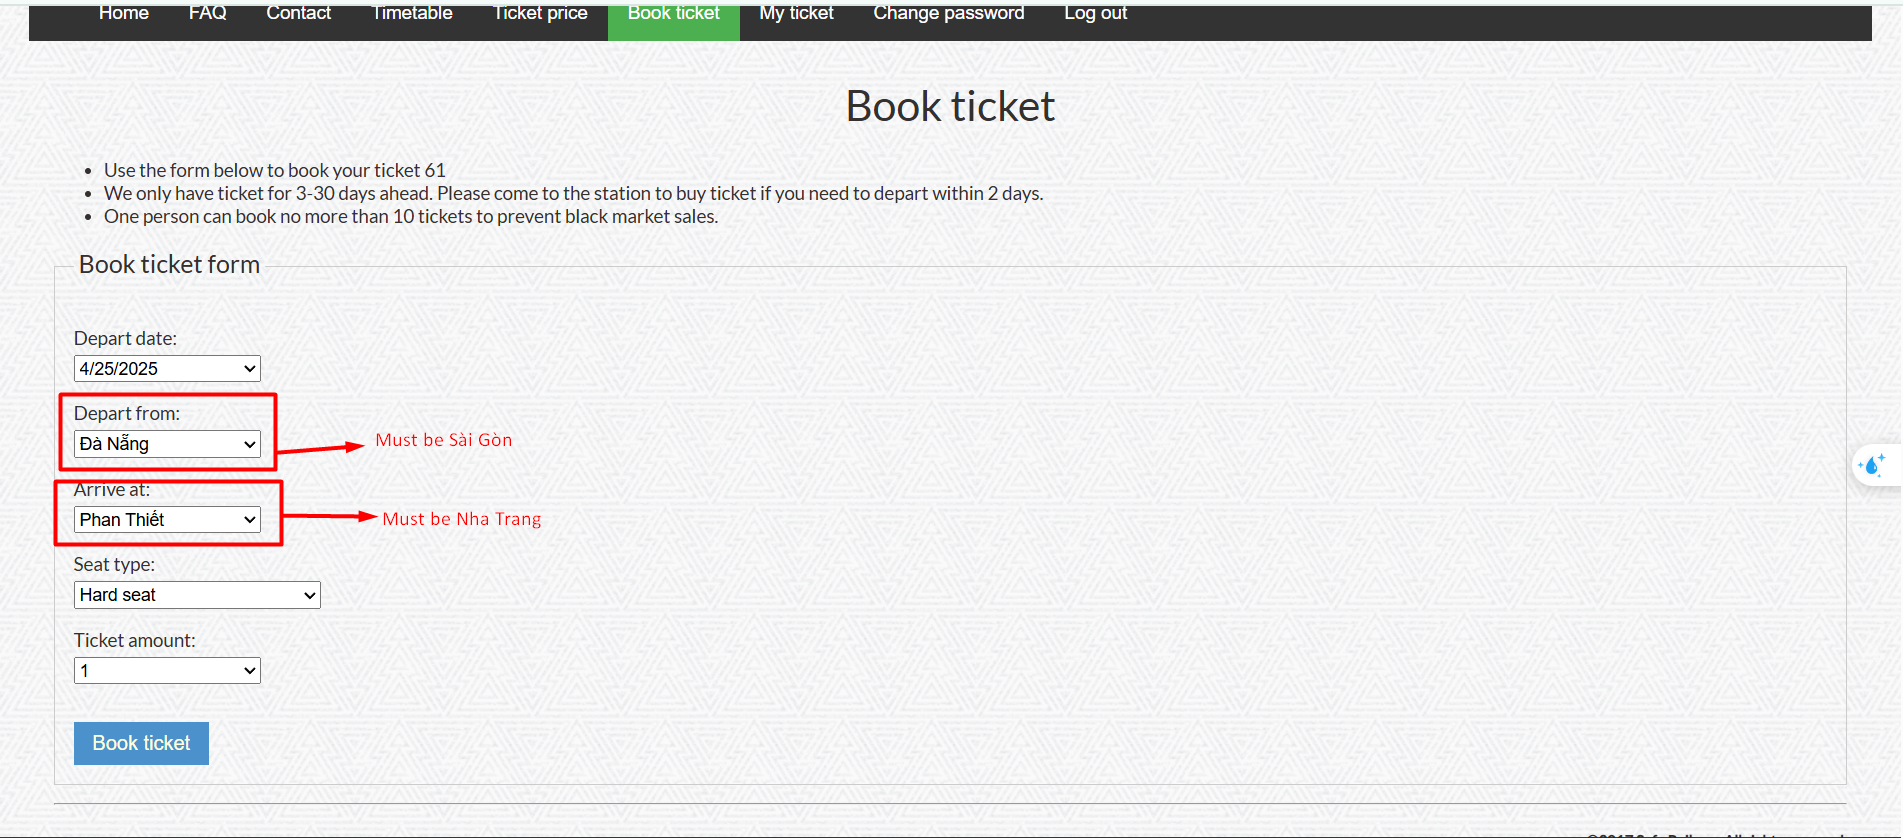 Home FAQ Contact Timetable Ticket price Book ticket My ticket Change password Log out
Book ticket
Use the form below to book your ticket 61
We only have ticket for 3-30 days ahead. Please come to the station to buy ticket if you need to depart within 2 days.
One person can book no more than 10 tickets to prevent black market sales.
Book ticket form
Depart date:
4/25/2025
Depart from:
Đà Nẵng
Must be Sài Gòn
Arrive at:
Phan Thiết
Must be Nha Trang
Seat type:
Hard seat
Ticket amount:
1
Book ticket